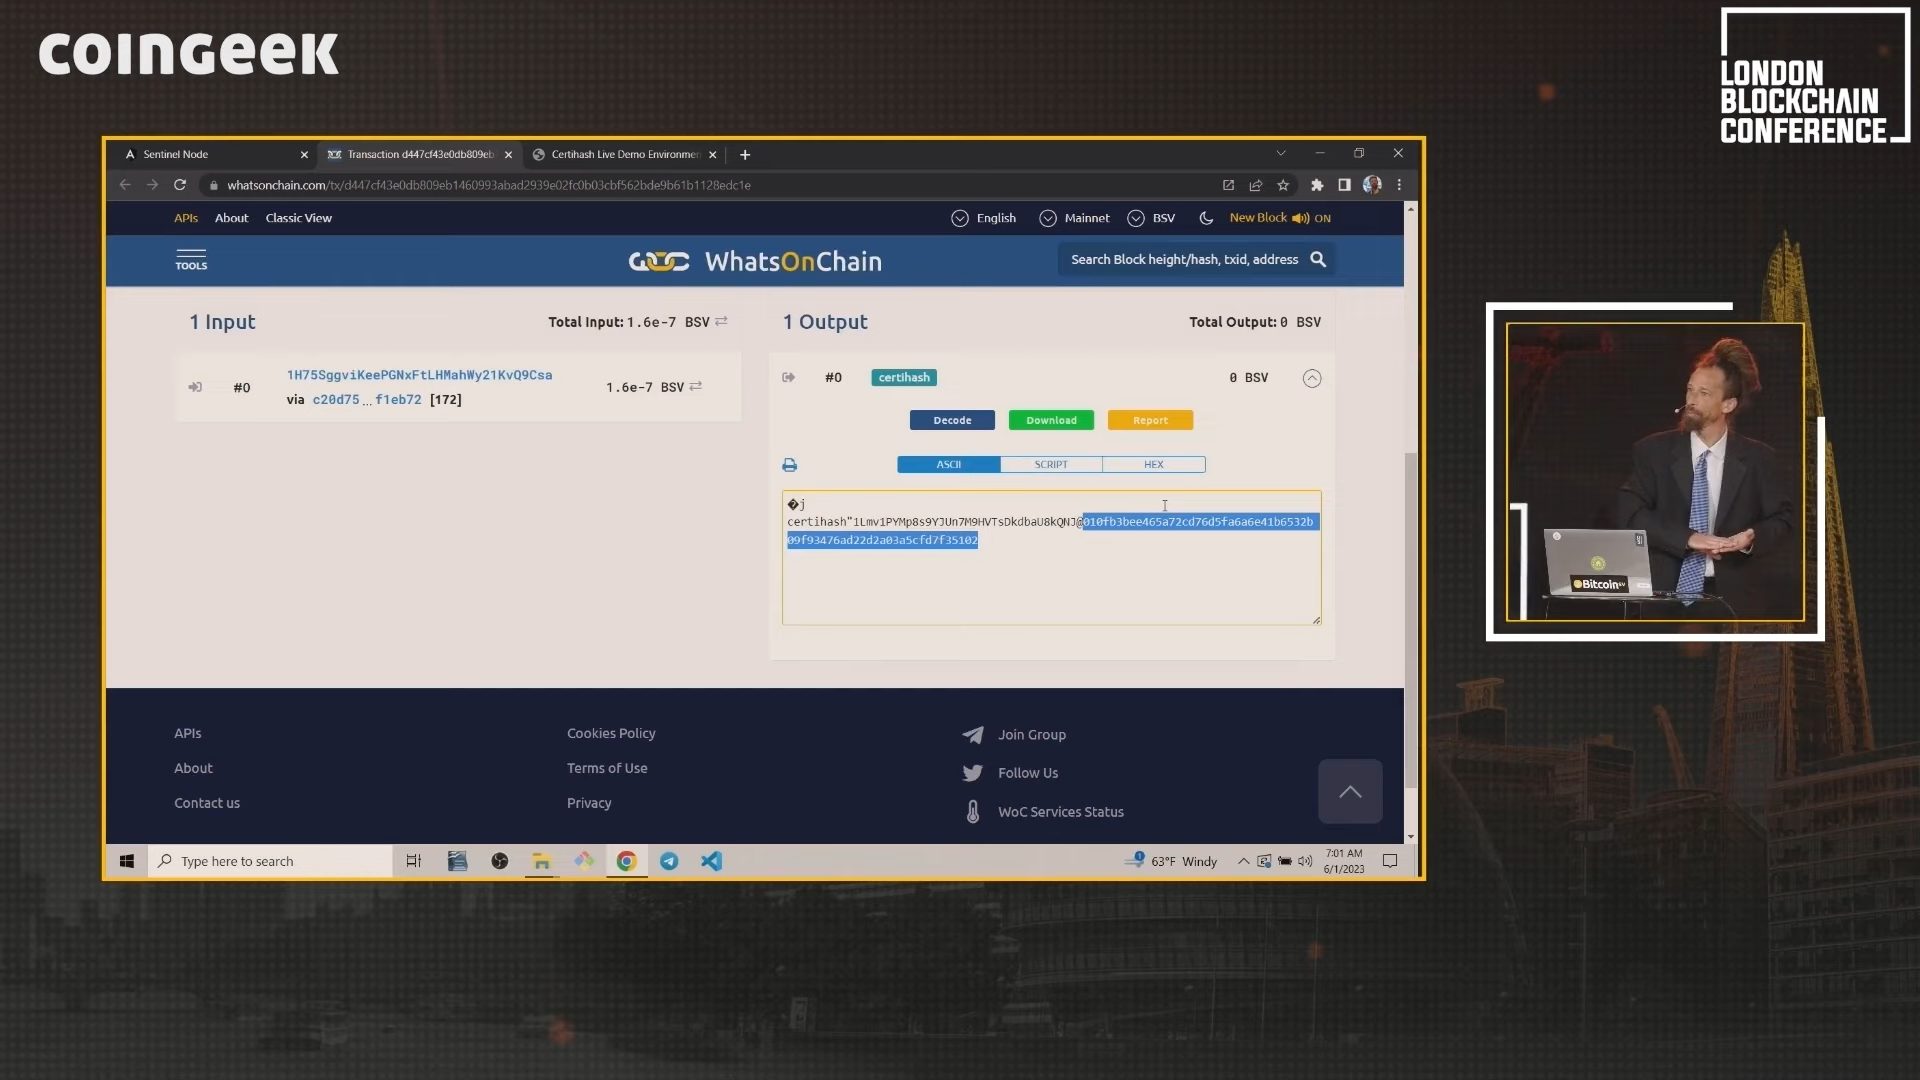 COINGEEK
LONDON
BLOCKCHAIN
CONFERENCE
Sentinel Node
Transaction d447cf43e0db809eb
Certihash Live Demo Environmen
whatsonchain.com/tx/d447cf43e0db809eb1460993abad2939e02fc0b03cbf562bde9b61b1128edc1e
APIs About Classic View English Mainnet BSV New Block ON
TOOLS
WhatsOnChain
Search Block height/hash, txid, address
1 Input Total Input: 1.6e-7 BSV
#0
1H75SggviKeePGNxFtLHMahWy21KvQ9Csa
1.6e-7 BSV
via c20d75...f1eb72 [172]
1 Output Total Output: 0 BSV
#0 certihash 0 BSV
Decode Download Report
ASCII SCRIPT HEX
�j
certihash"1Lmv1PYMp8s9YJUn7M9HVTsDkdbaU8kQNJ@010fb3bee465a72cd76d5fa6a6e41b6532b
09f93476ad22d2a03a5cfd7f35102
APIs
About
Contact us
Cookies Policy
Terms of Use
Privacy
Join Group
Follow Us
WoC Services Status
Type here to search
63°F Windy
7:01 AM
6/1/2023
Bitcoin SV